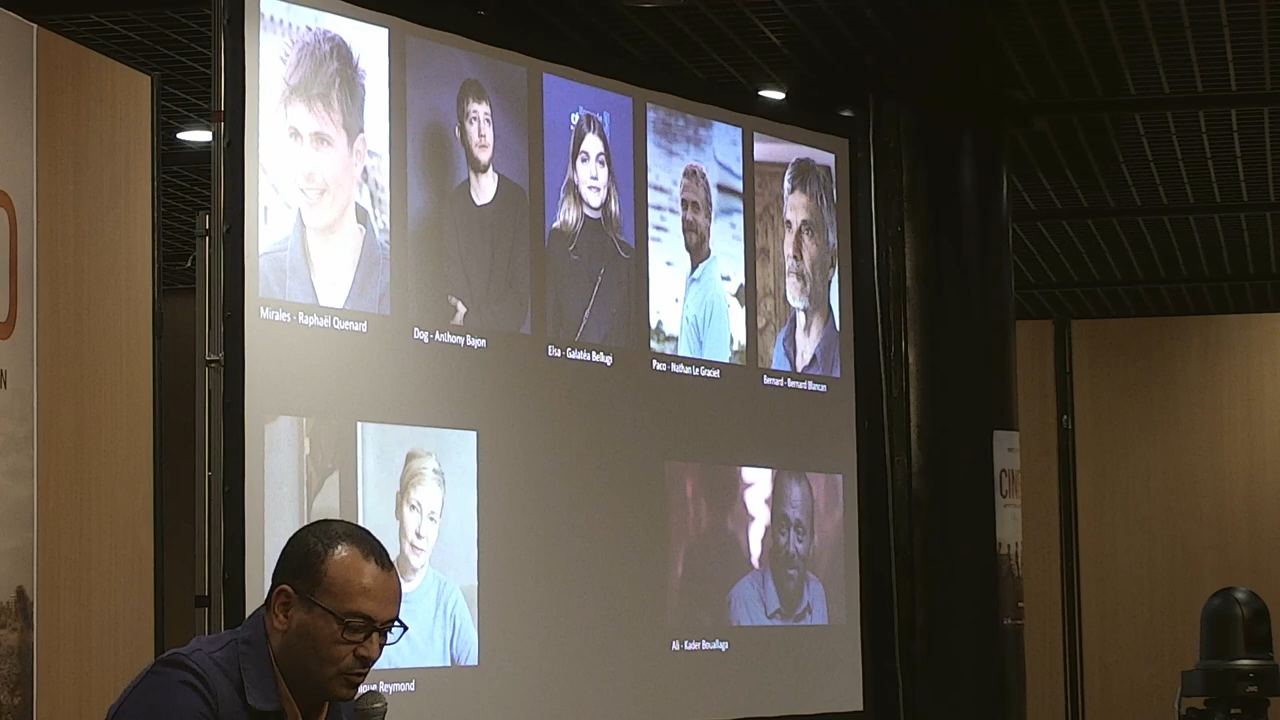 Mirales - Raphaël Quenard
Dog - Anthony Bajon
Elsa - Galatéa Bellugi
Paco - Nathan Le Graciet
Bernard - Bernard Blancan
Reymond
Ali - Kader Bouallaga